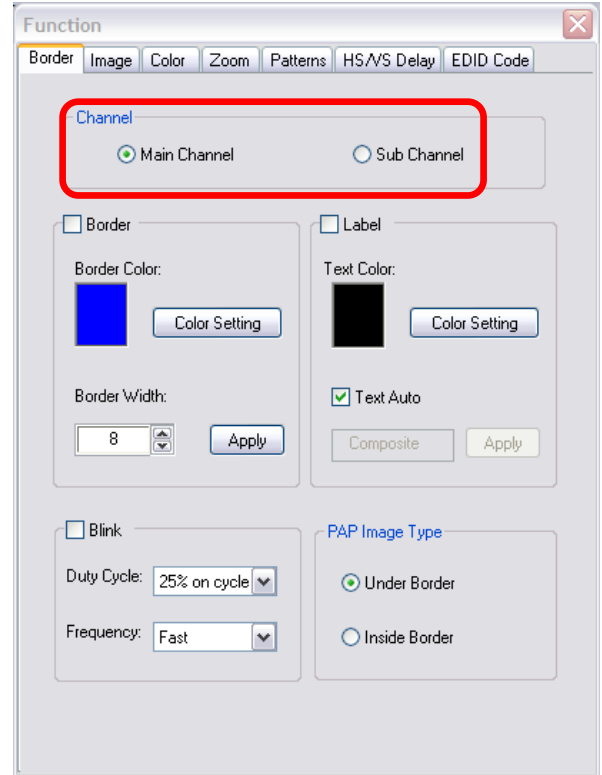 Function
Border Image Color Zoom Patterns HS/VS Delay EDID Code
Channel
Main Channel Sub Channel
Border Label
Border Color: Text Color:
Color Setting Color Setting
Border Width: Text Auto
8 Apply Composite Apply
Blink PAP Image Type
Duty Cycle: 25% on cycle Under Border
Frequency: Fast Inside Border